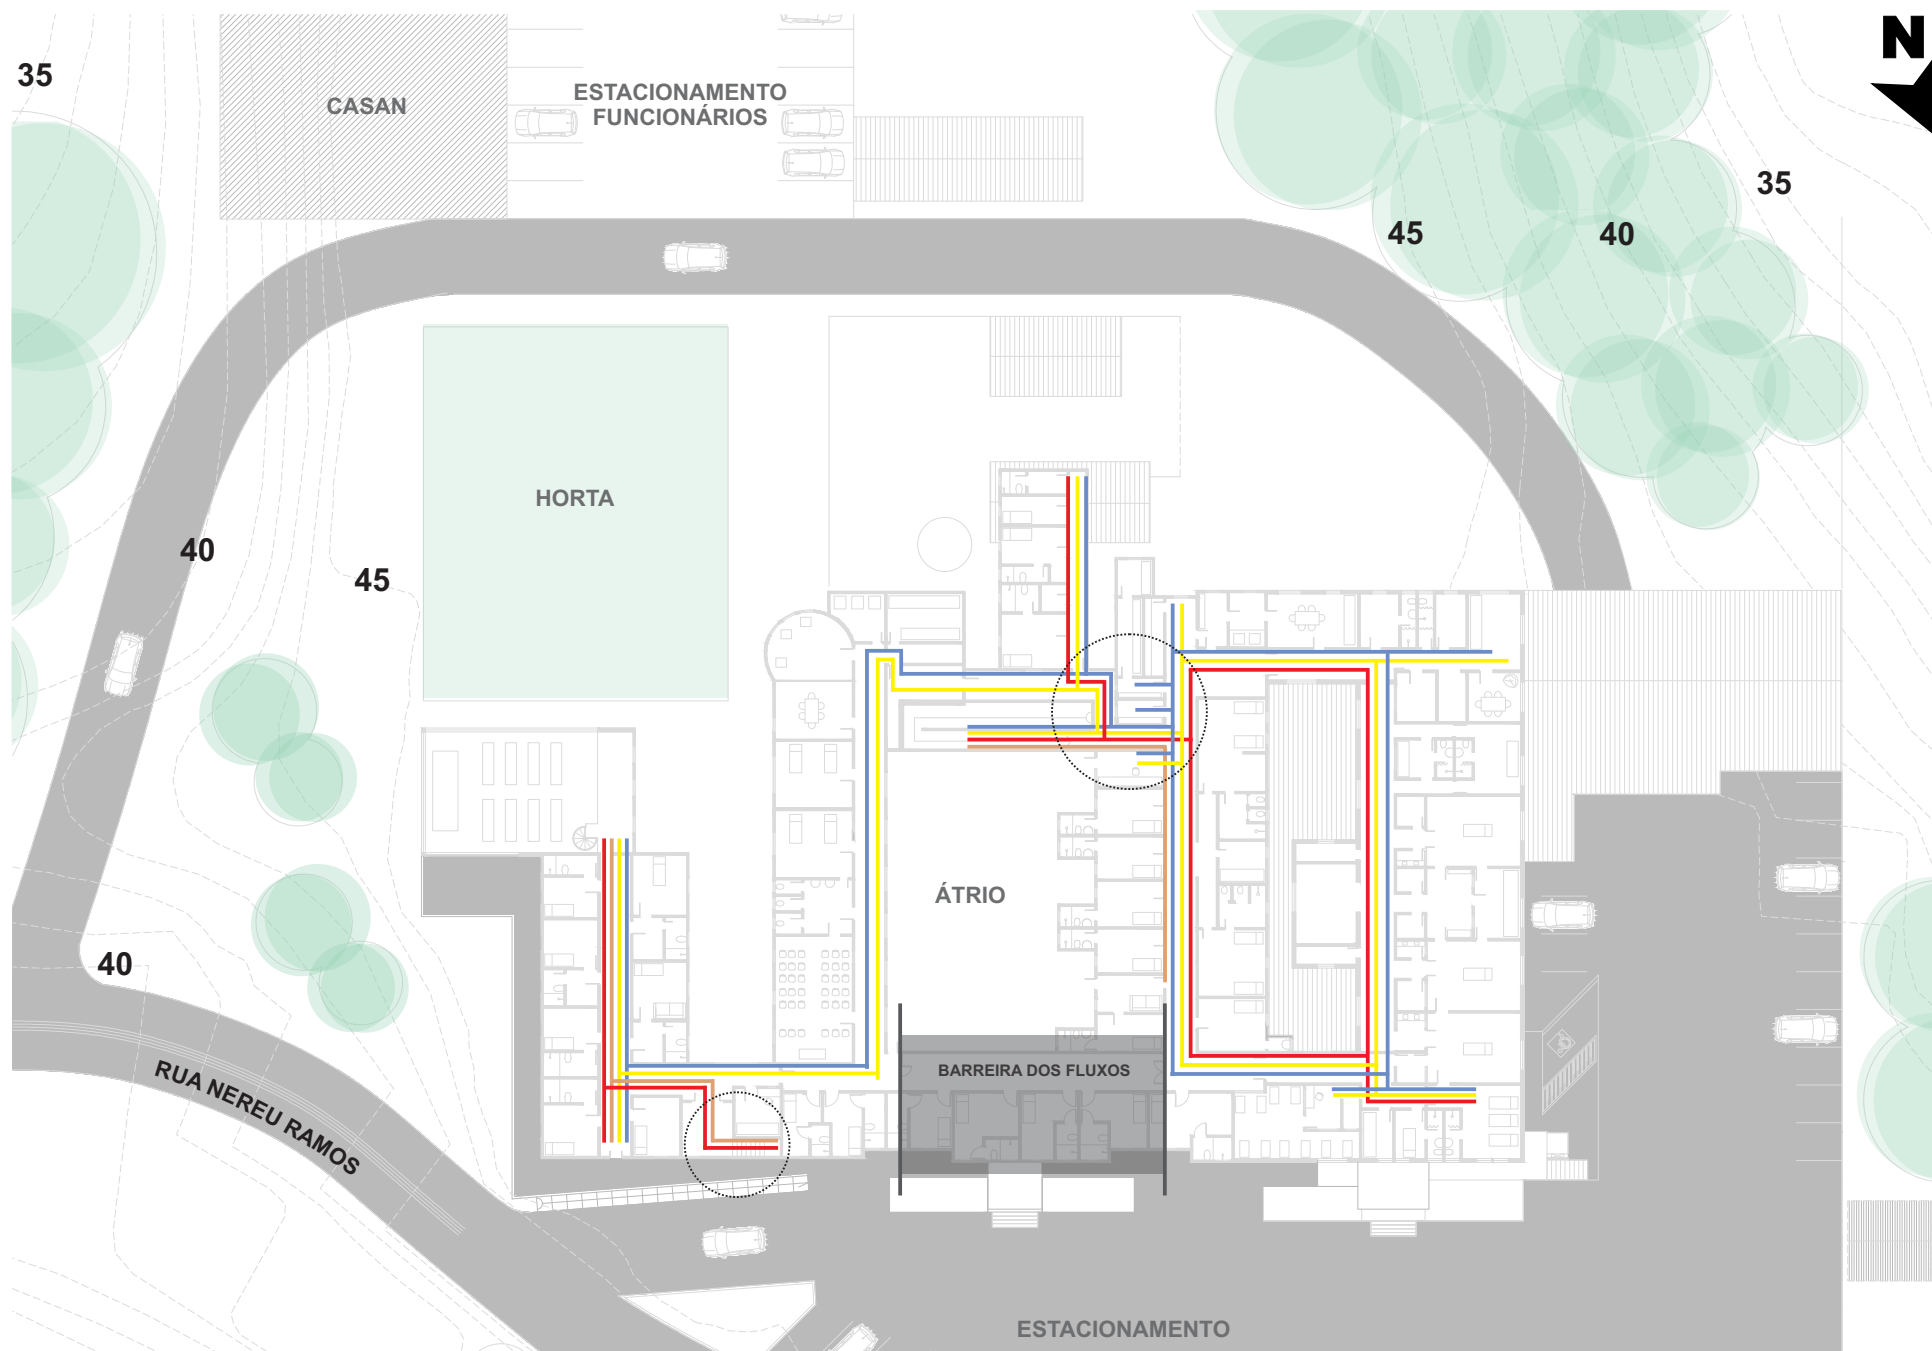 N
35
CASAN
ESTACIONAMENTO
FUNCIONÁRIOS
35
45
40
HORTA
40
45
ÁTRIO
40
BARREIRA DOS FLUXOS
RUA NEREU RAMOS
ESTACIONAMENTO